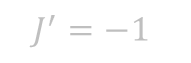 J′ = −1